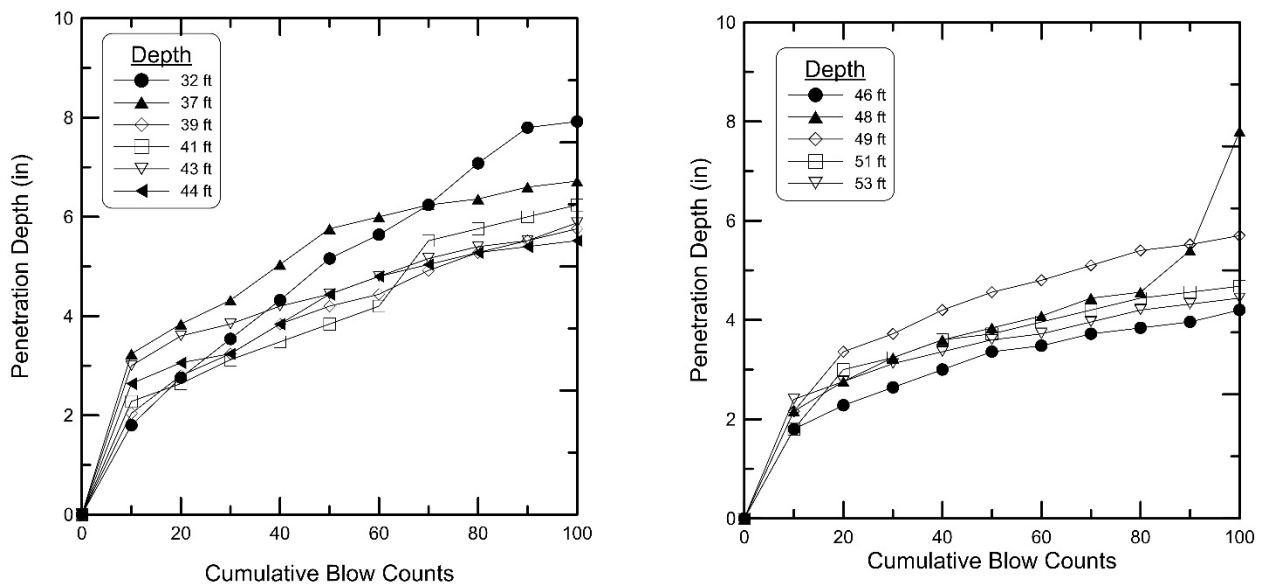 10
8
6
4
2
0
Penetration Depth (in)
Depth
32 ft
37 ft
39 ft
41 ft
43 ft
44 ft
0 20 40 60 80 100
Cumulative Blow Counts
10
8
6
4
2
0
Penetration Depth (in)
Depth
46 ft
48 ft
49 ft
51 ft
53 ft
0 20 40 60 80 100
Cumulative Blow Counts